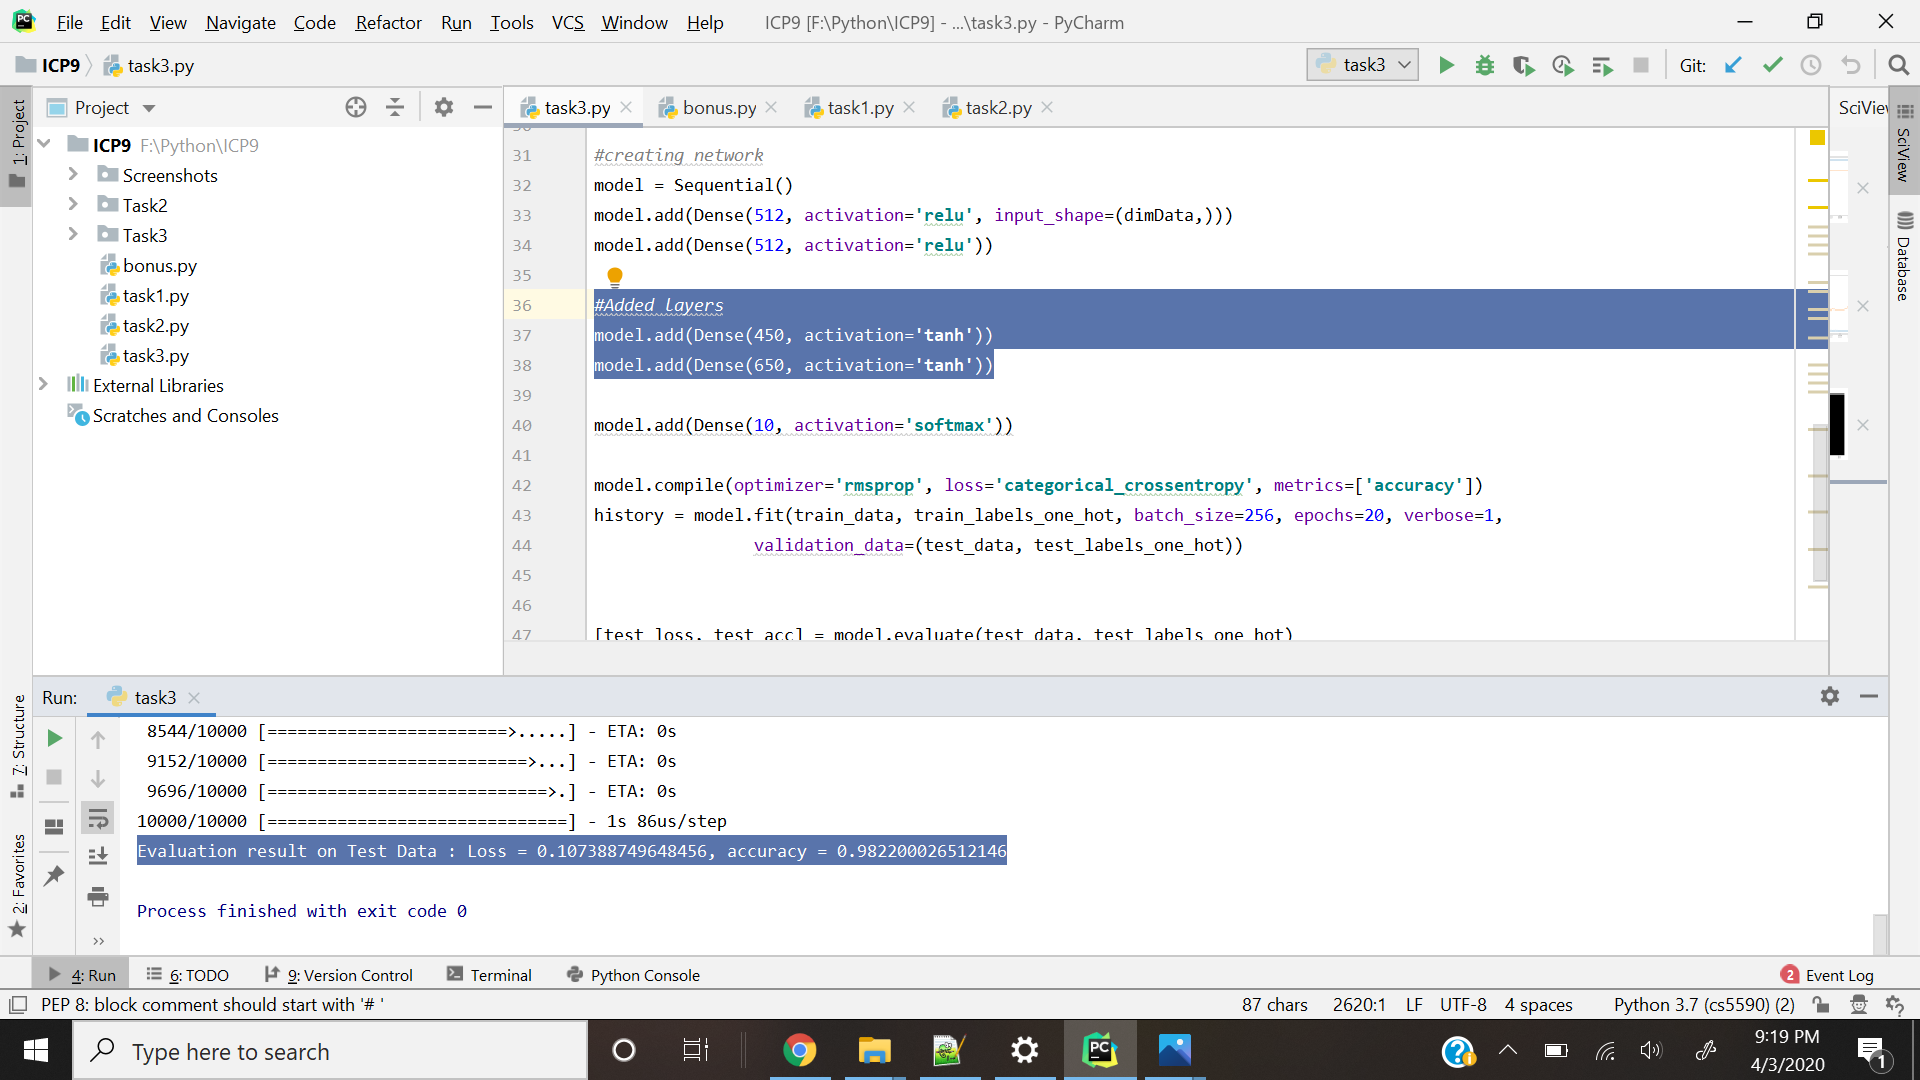 File Edit View Navigate Code Refactor Run Tools VCS Window Help ICP9 [F:\Python\ICP9] - ...\task3.py - PyCharm
ICP9 task3.py task3 Git:
1: Project
Project
task3.py bonus.py task1.py task2.py
SciView
SciView
Database
ICP9 F:\Python\ICP9
Screenshots
Task2
Task3
bonus.py
task1.py
task2.py
task3.py
External Libraries
Scratches and Consoles
31 #creating network
32 model = Sequential()
33 model.add(Dense(512, activation='relu', input_shape=(dimData,)))
34 model.add(Dense(512, activation='relu'))
35
36 #Added layers
37 model.add(Dense(450, activation='tanh'))
38 model.add(Dense(650, activation='tanh'))
39
40 model.add(Dense(10, activation='softmax'))
41
42 model.compile(optimizer='rmsprop', loss='categorical_crossentropy', metrics=['accuracy'])
43 history = model.fit(train_data, train_labels_one_hot, batch_size=256, epochs=20, verbose=1,
44 validation_data=(test_data, test_labels_one_hot))
45
46
47 [test_loss, test_acc] = model.evaluate(test_data, test_labels_one_hot)
Run: task3
7: Structure
2: Favorites
8544/10000 [========================>.....] - ETA: 0s
9152/10000 [==========================>...] - ETA: 0s
9696/10000 [============================>.] - ETA: 0s
10000/10000 [==============================] - 1s 86us/step
Evaluation result on Test Data : Loss = 0.107388749648456, accuracy = 0.982200026512146
Process finished with exit code 0
4: Run 6: TODO 9: Version Control Terminal Python Console 2 Event Log
PEP 8: block comment should start with '# ' 87 chars 2620:1 LF UTF-8 4 spaces Python 3.7 (cs5590) (2)
Type here to search
PC
9:19 PM
4/3/2020
1